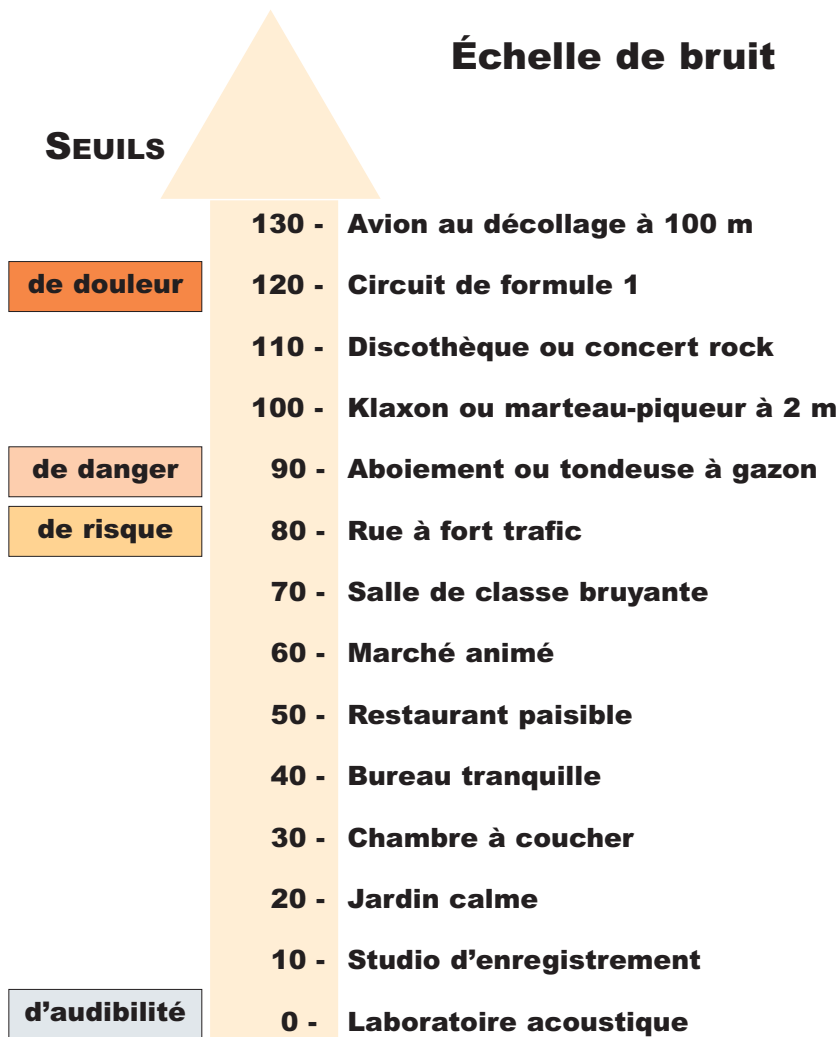 Échelle de bruit
SEUILS
130 - Avion au décollage à 100 m
de douleur 120 - Circuit de formule 1
110 - Discothèque ou concert rock
100 - Klaxon ou marteau-piqueur à 2 m
de danger 90 - Aboiement ou tondeuse à gazon
de risque 80 - Rue à fort trafic
70 - Salle de classe bruyante
60 - Marché animé
50 - Restaurant paisible
40 - Bureau tranquille
30 - Chambre à coucher
20 - Jardin calme
10 - Studio d'enregistrement
d'audibilité 0 - Laboratoire acoustique